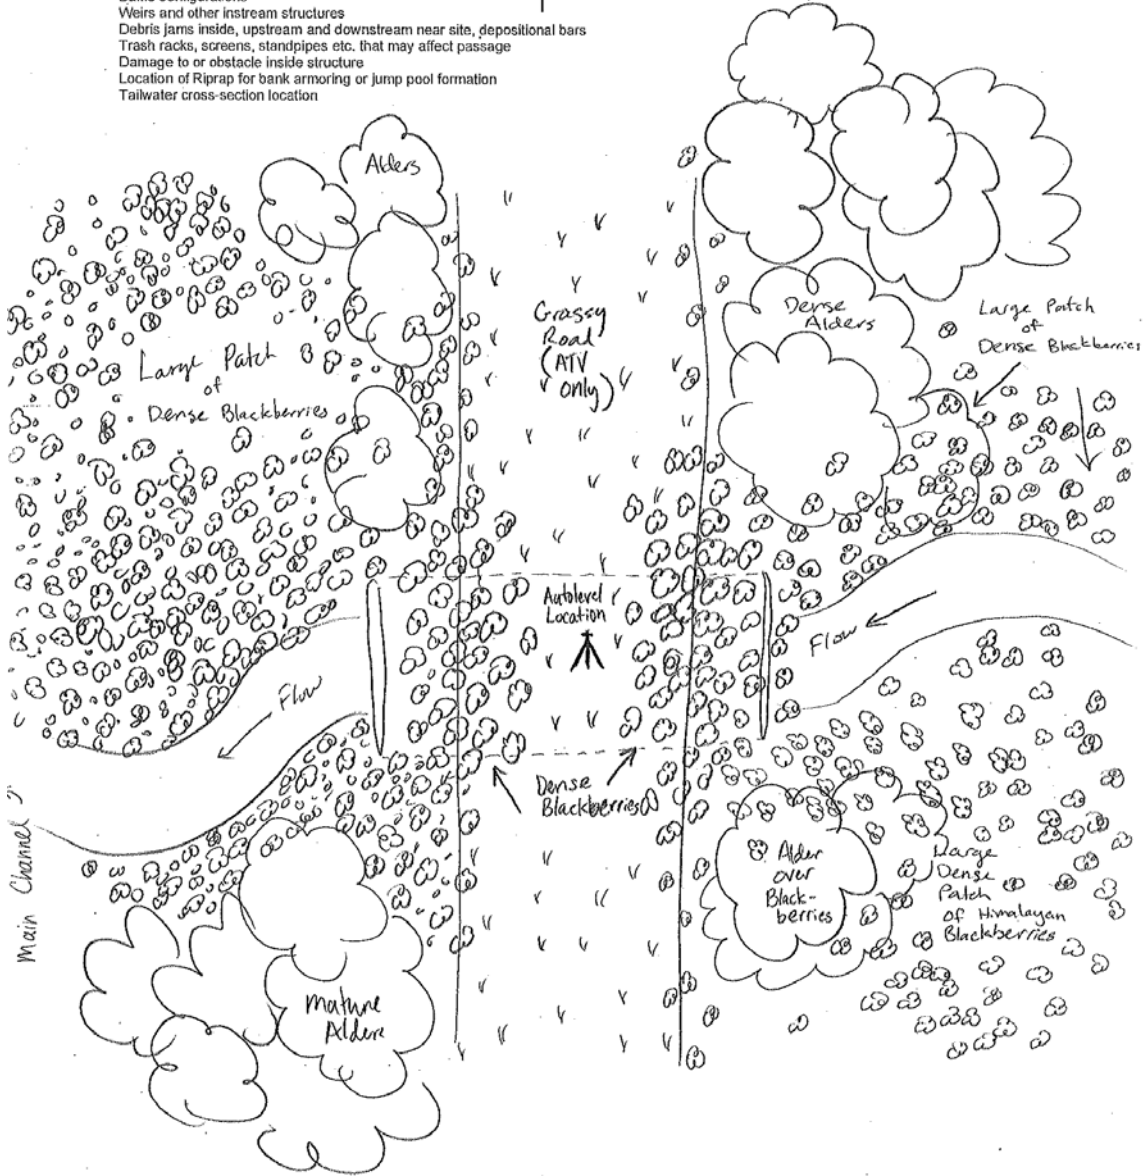 Weirs and other instream structures
Debris jams inside, upstream and downstream near site, depositional bars
Trash racks, screens, standpipes etc. that may affect passage
Damage to or obstacle inside structure
Location of Riprap for bank armoring or jump pool formation
Tailwater cross-section location
Alders
Grassy
Road
(ATV
only)
Dense
Alders
Large Patch
of
Dense Blackberries
Large Patch
of
Dense Blackberries
Autolevel
Location
Flow
Flow
Dense
Blackberries
Main Channel
Alder
over
Black-
berries
Large
Dense
Patch
of Himalayan
Blackberries
Mature
Alders